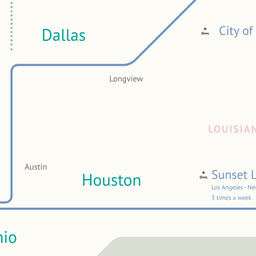 City of
Dallas
Longview
LOUISIAN
Austin
Houston
Sunset L
Los Angeles - Ne
3 times a week
nio